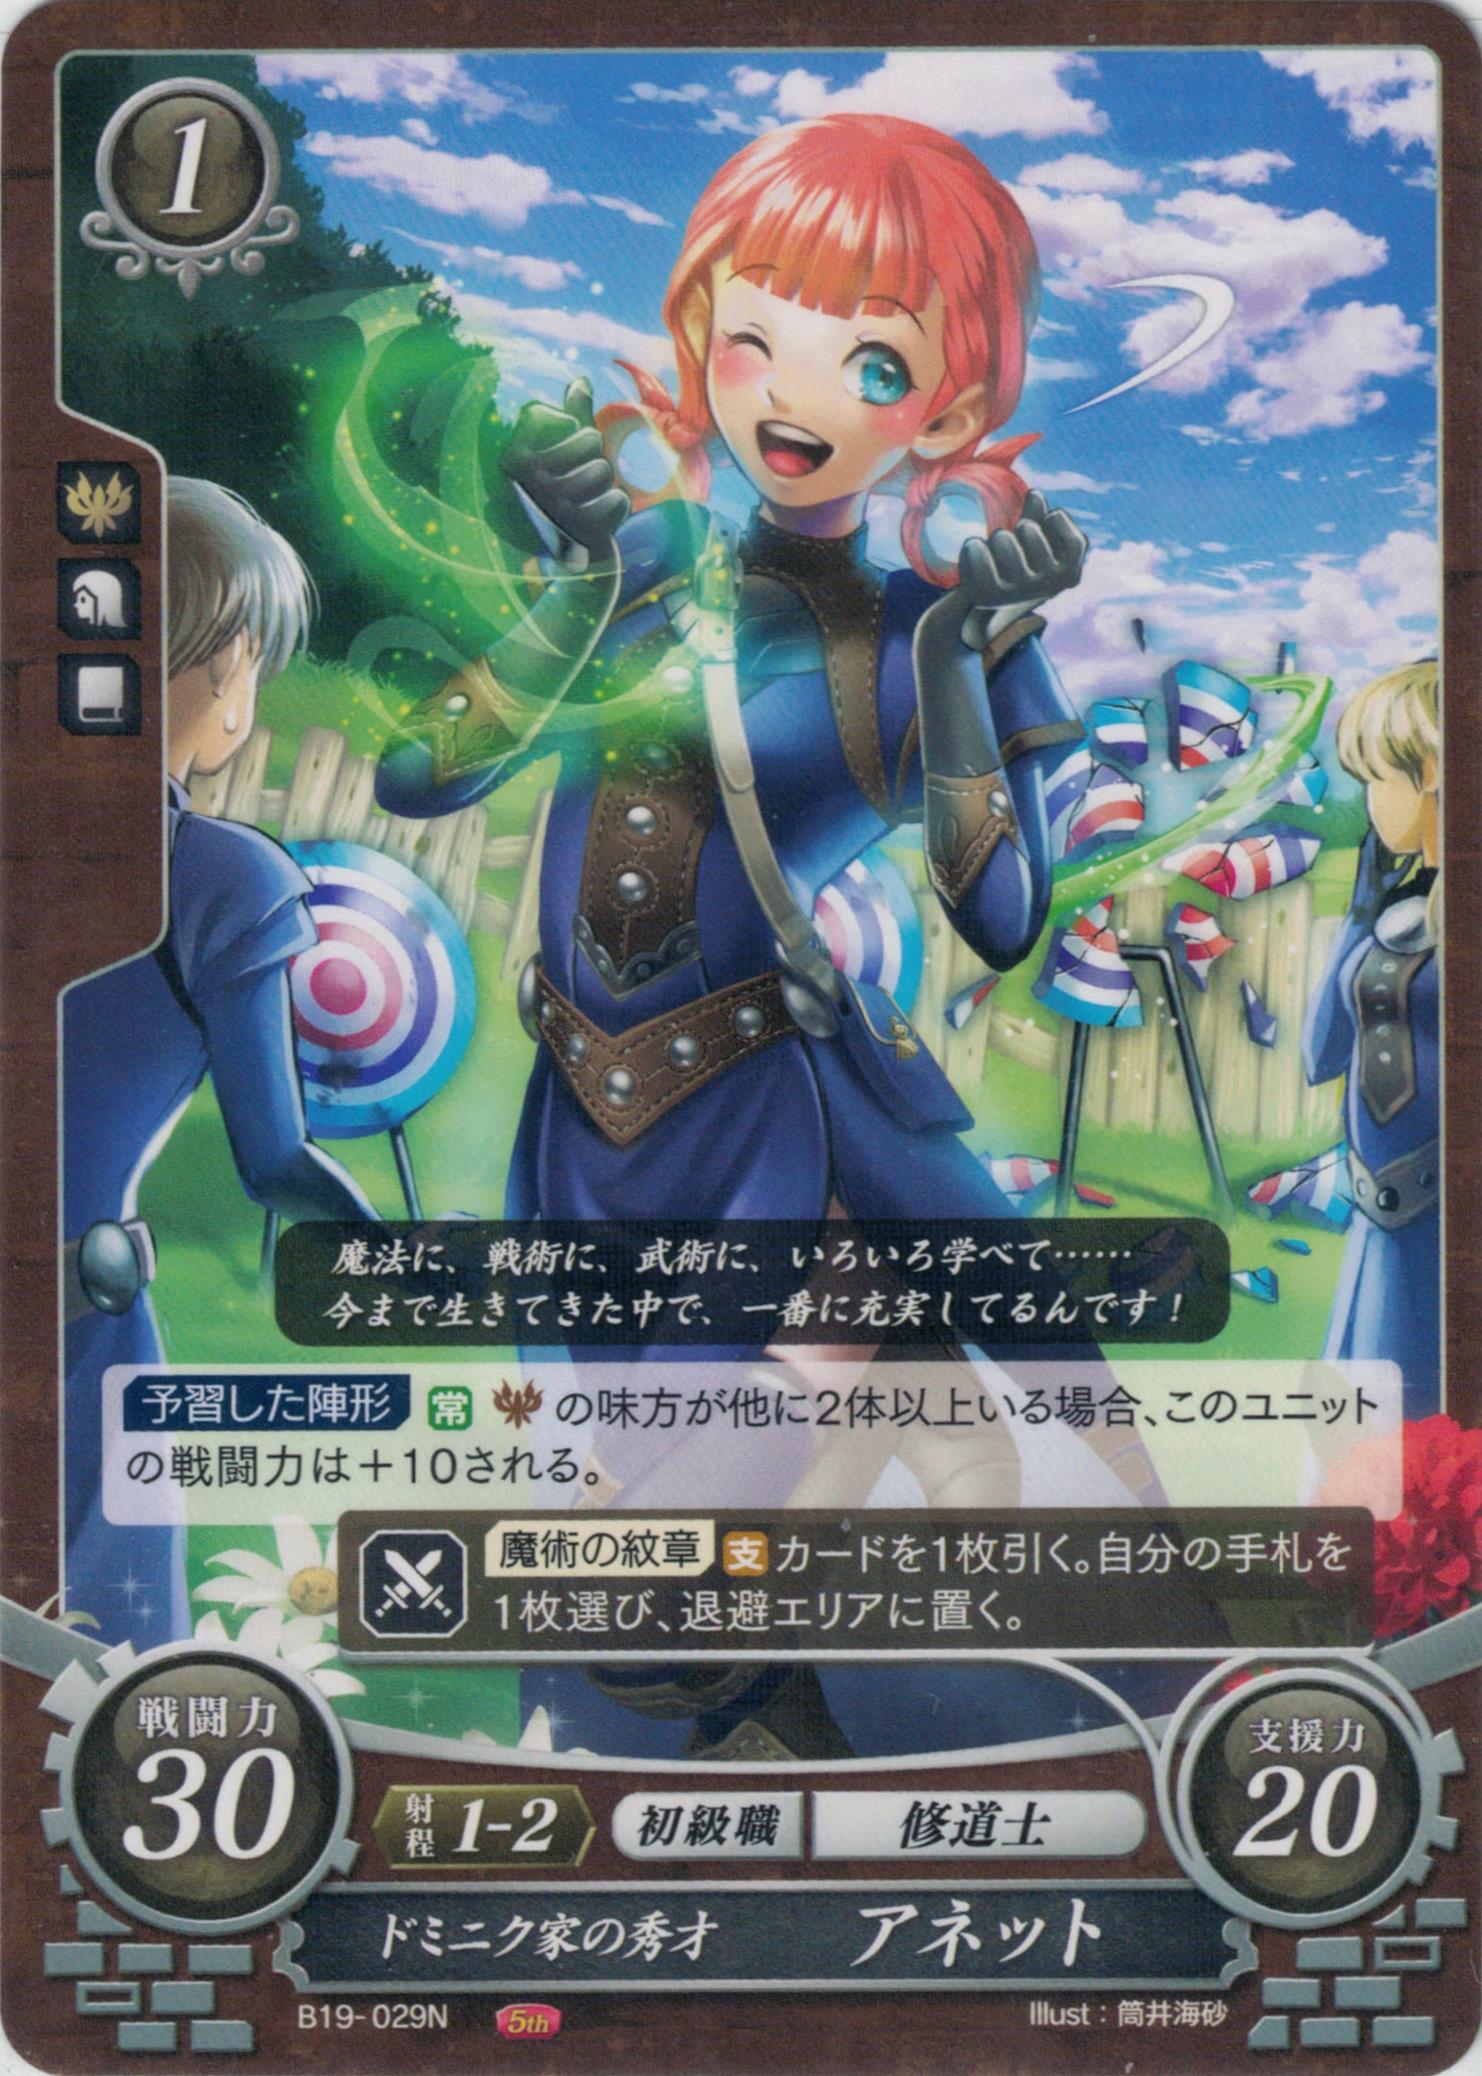 1
魔法に、戦術に、武術に、いろいろ学べて……
今まで生きてきた中で、一番に充実してるんです！
予習した陣形 常 の味方が他に2体以上いる場合、このユニット
の戦闘力は＋10される。
魔術の紋章 支 カードを1枚引く。自分の手札を
1枚選び、退避エリアに置く。
戦闘力
30
射程 1-2
初級職 修道士
支援力
20
ドミニク家の秀才 アネット
B19-029N 5th Illust：筒井海砂